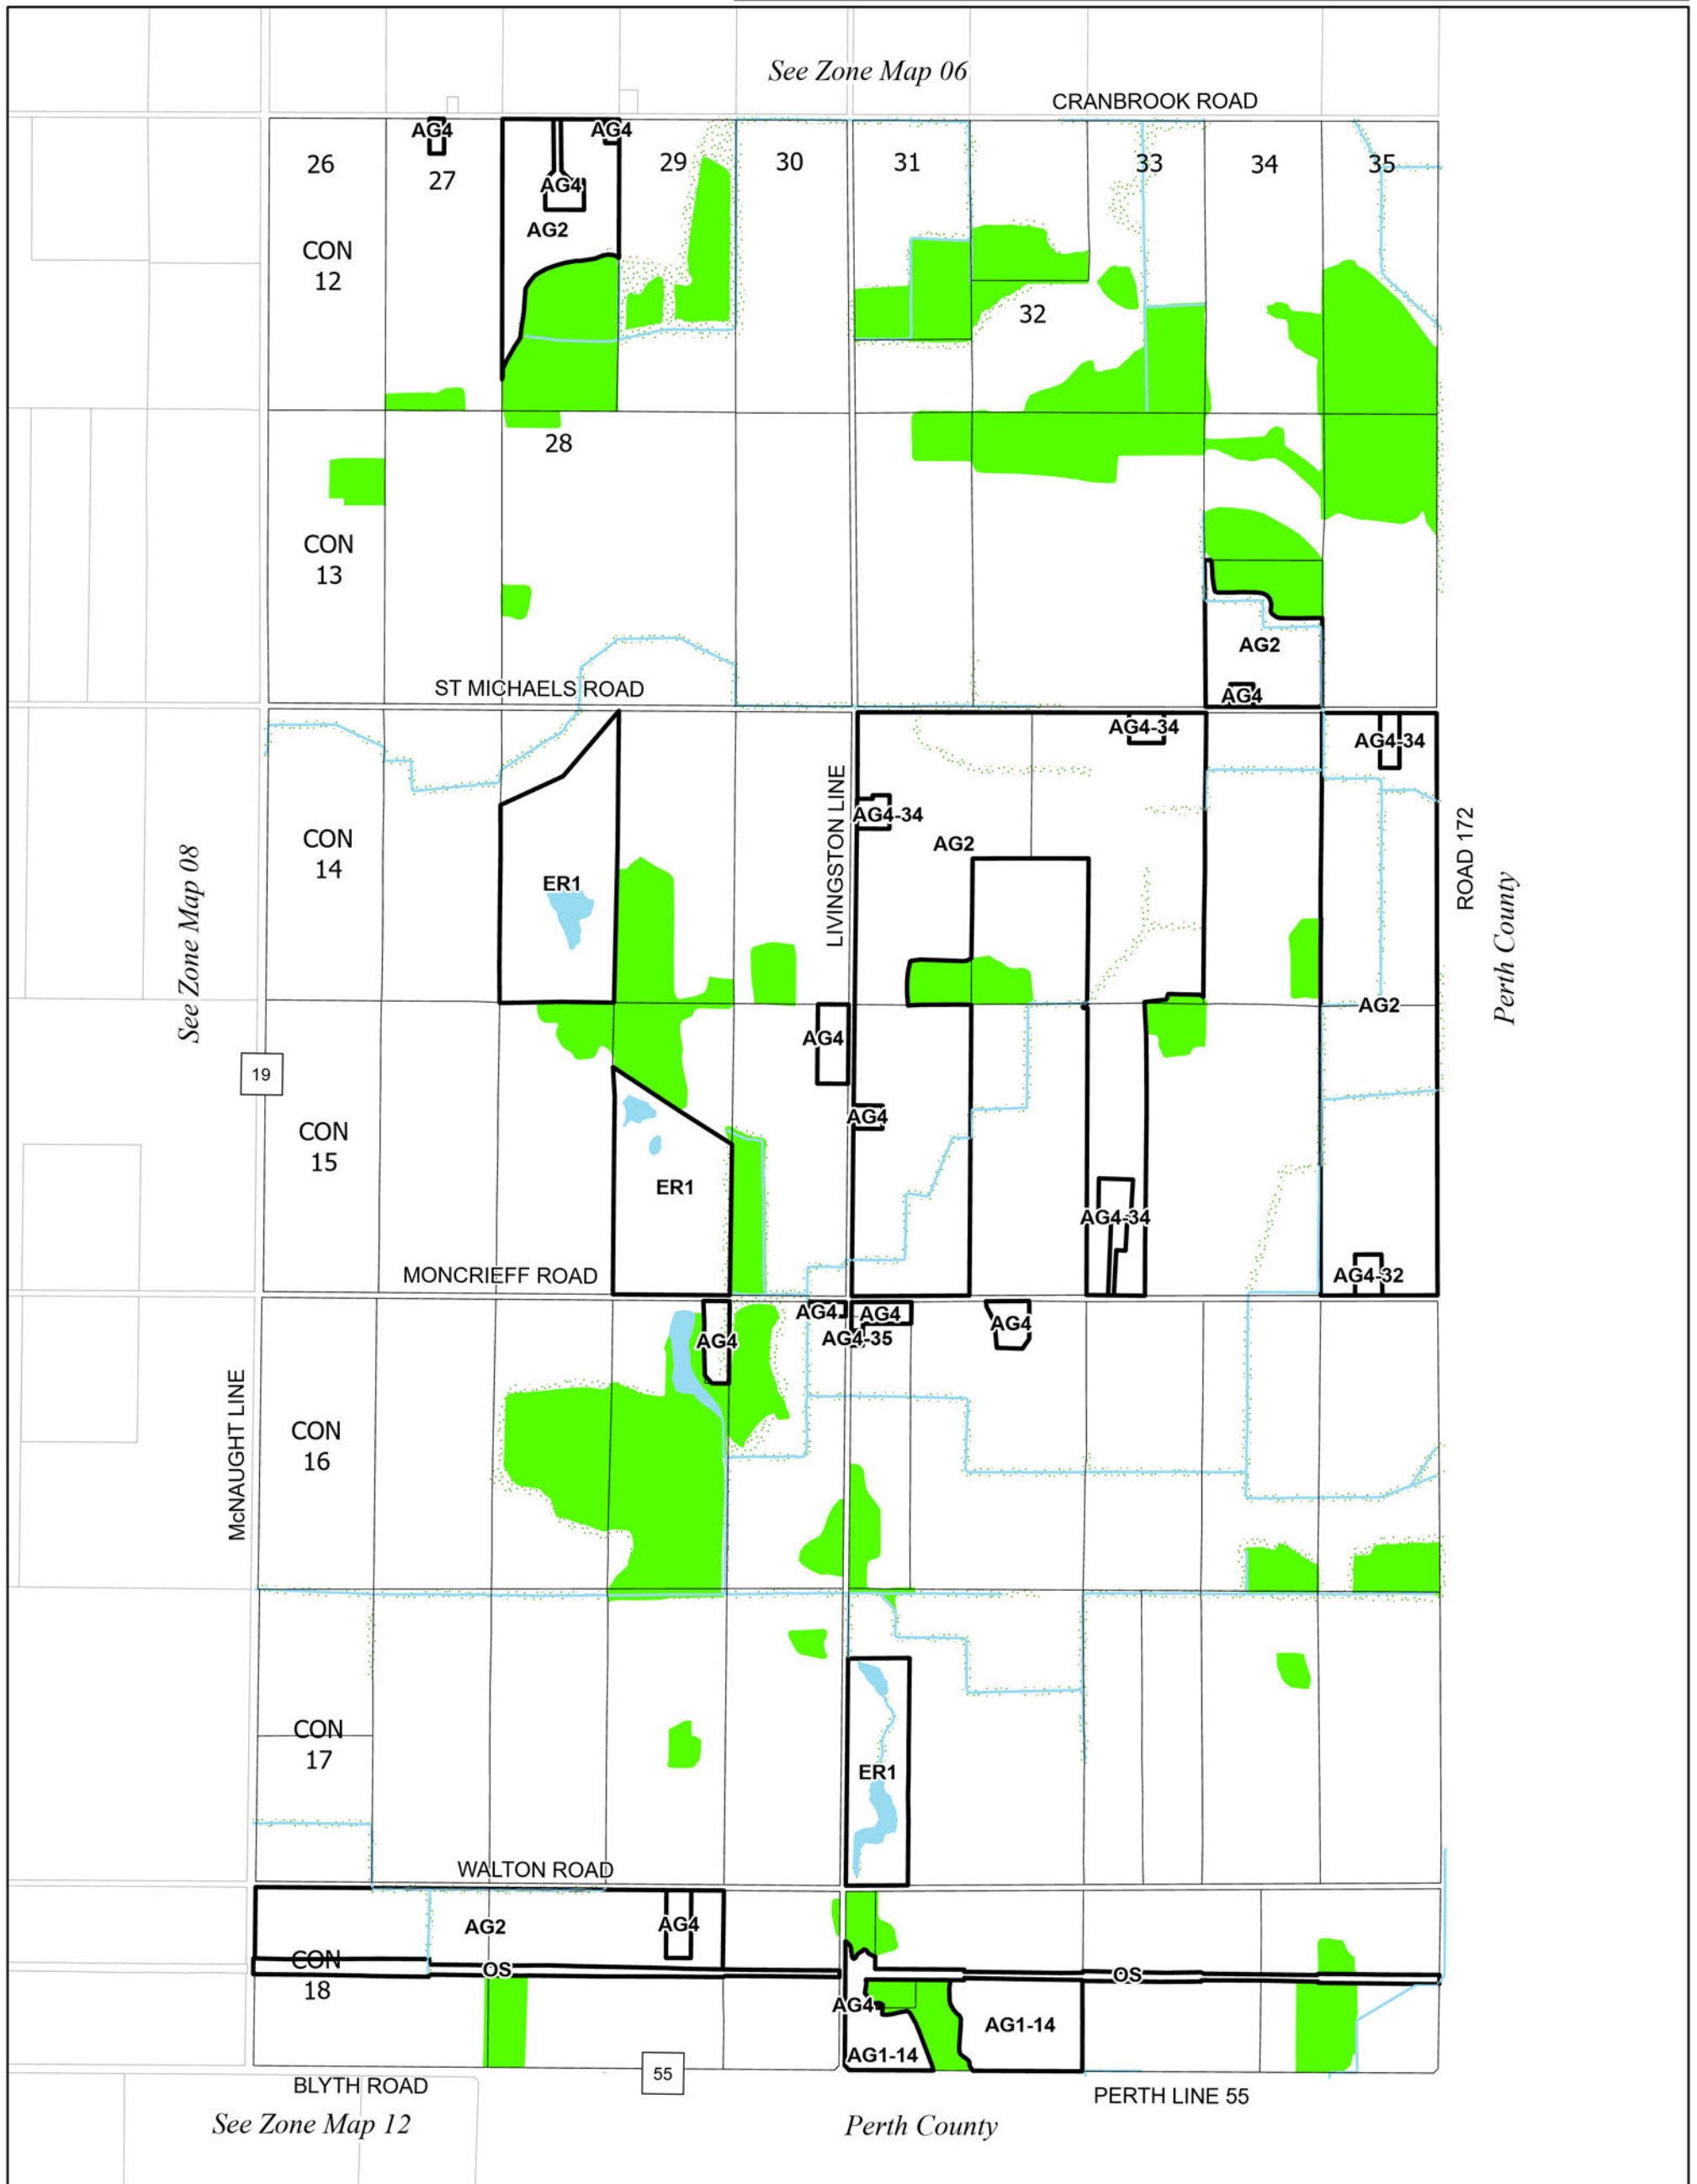 See Zone Map 06
CRANBROOK ROAD
AG4
AG4
26
27
29
30
31
33
34
35
AG4
AG2
CON
12
32
28
CON
13
AG2
ST MICHAELS ROAD
AG4
AG4-34
AG4-34
LIVINGSTON LINE
AG4-34
ROAD 172
CON
14
AG2
See Zone Map 08
ER1
Perth County
AG2
AG4
19
AG4
CON
15
ER1
AG4-34
MONCRIEFF ROAD
AG4-32
AG4
AG4
AG4
AG4
AG4-35
McNAUGHT LINE
CON
16
CON
17
ER1
WALTON ROAD
AG2
AG4
CON
18
OS
OS
AG4
AG1-14
AG1-14
55
BLYTH ROAD
PERTH LINE 55
See Zone Map 12
Perth County